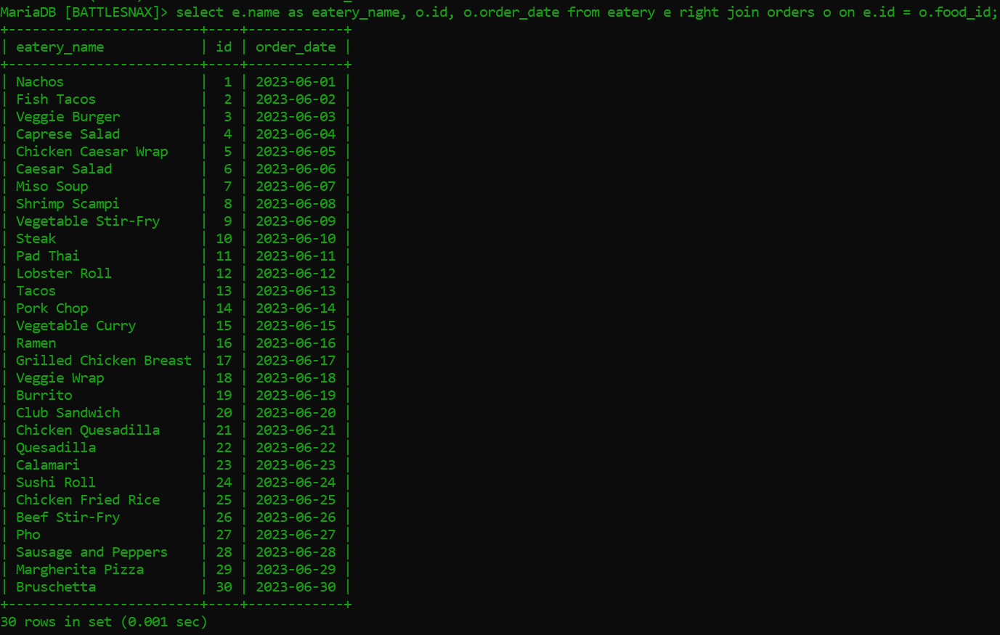 MariaDB [BATTLESNAX]> select e.name as eatery_name, o.id, o.order_date from eatery e right join orders o on e.id = o.food_id;
+------------------------+----+------------+
| eatery_name            | id | order_date |
+------------------------+----+------------+
| Nachos                 |  1 | 2023-06-01 |
| Fish Tacos             |  2 | 2023-06-02 |
| Veggie Burger          |  3 | 2023-06-03 |
| Caprese Salad          |  4 | 2023-06-04 |
| Chicken Caesar Wrap    |  5 | 2023-06-05 |
| Caesar Salad           |  6 | 2023-06-06 |
| Miso Soup              |  7 | 2023-06-07 |
| Shrimp Scampi          |  8 | 2023-06-08 |
| Vegetable Stir-Fry     |  9 | 2023-06-09 |
| Steak                  | 10 | 2023-06-10 |
| Pad Thai               | 11 | 2023-06-11 |
| Lobster Roll           | 12 | 2023-06-12 |
| Tacos                  | 13 | 2023-06-13 |
| Pork Chop              | 14 | 2023-06-14 |
| Vegetable Curry        | 15 | 2023-06-15 |
| Ramen                  | 16 | 2023-06-16 |
| Grilled Chicken Breast | 17 | 2023-06-17 |
| Veggie Wrap            | 18 | 2023-06-18 |
| Burrito                | 19 | 2023-06-19 |
| Club Sandwich          | 20 | 2023-06-20 |
| Chicken Quesadilla     | 21 | 2023-06-21 |
| Quesadilla             | 22 | 2023-06-22 |
| Calamari               | 23 | 2023-06-23 |
| Sushi Roll             | 24 | 2023-06-24 |
| Chicken Fried Rice     | 25 | 2023-06-25 |
| Beef Stir-Fry          | 26 | 2023-06-26 |
| Pho                    | 27 | 2023-06-27 |
| Sausage and Peppers    | 28 | 2023-06-28 |
| Margherita Pizza       | 29 | 2023-06-29 |
| Bruschetta             | 30 | 2023-06-30 |
+------------------------+----+------------+
30 rows in set (0.001 sec)